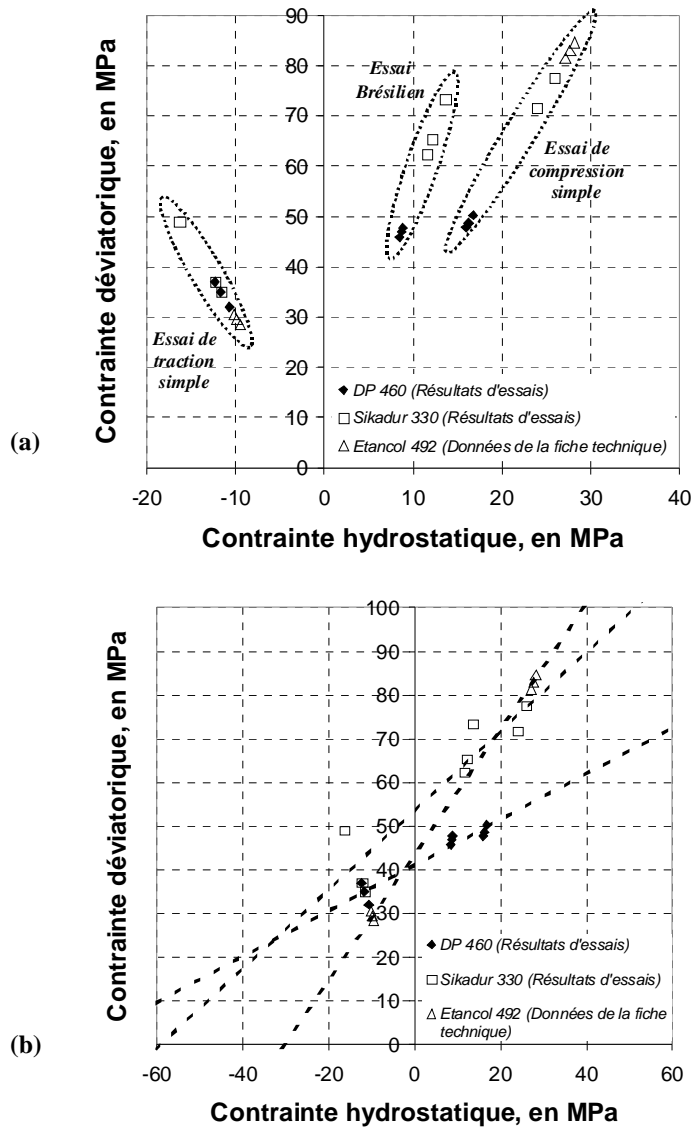 (a)
Contrainte déviatorique, en MPa
90
80
70
60
50
40
30
20
10
0
Essai
Brésilien
Essai de
compression
simple
Essai de
traction
simple
DP 460 (Résultats d'essais)
Sikadur 330 (Résultats d'essais)
Etancol 492 (Données de la fiche technique)
-20
-10
0
10
20
30
40
Contrainte hydrostatique, en MPa
(b)
Contrainte déviatorique, en MPa
100
90
80
70
60
50
40
30
20
10
0
DP 460 (Résultats d'essais)
Sikadur 330 (Résultats d'essais)
Etancol 492 (Données de la fiche
technique)
-60
-40
-20
0
20
40
60
Contrainte hydrostatique, en MPa